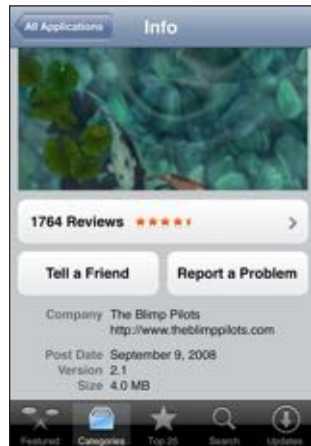 All Applications
Info
1764 Reviews
Tell a Friend
Report a Problem
Company The Blimp Pilots
http://www.theblimppilots.com
Post Date September 9, 2008
Version 2.1
Size 4.0 MB
Featured Categories Top 25 Search Updates